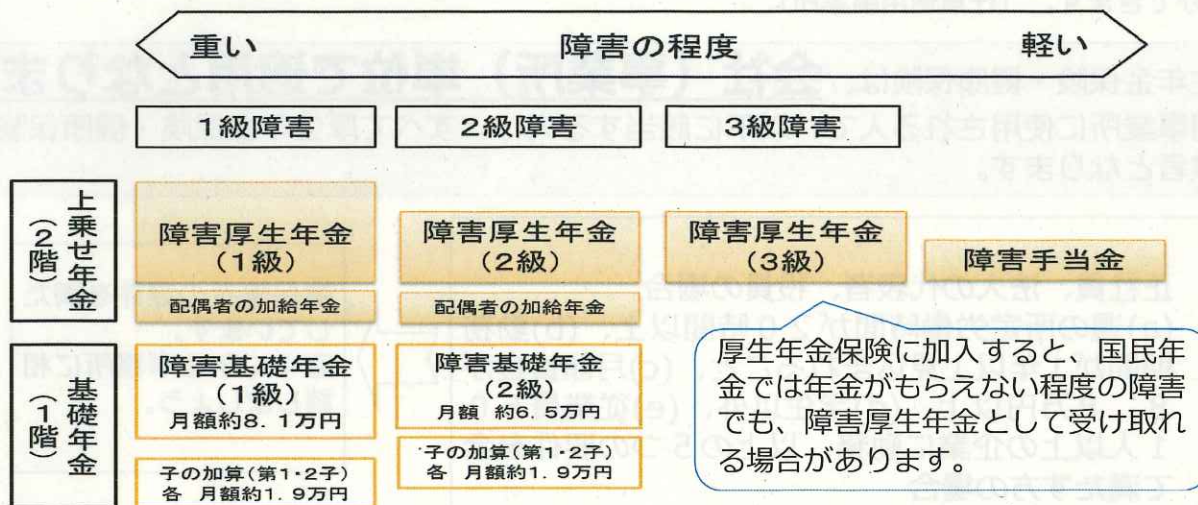 重い 障害の程度 軽い
1級障害 2級障害 3級障害
上乗せ年金
(2階)
障害厚生年金
(1級)
配偶者の加給年金
障害厚生年金
(2級)
配偶者の加給年金
障害厚生年金
(3級)
障害手当金
基礎年金
(1階)
障害基礎年金
(1級)
月額約8.1万円
子の加算(第1・2子)
各 月額約1.9万円
障害基礎年金
(2級)
月額 約6.5万円
子の加算(第1・2子)
各 月額約1.9万円
厚生年金保険に加入すると、国民年
金では年金がもらえない程度の障害
でも、障害厚生年金として受け取れ
る場合があります。